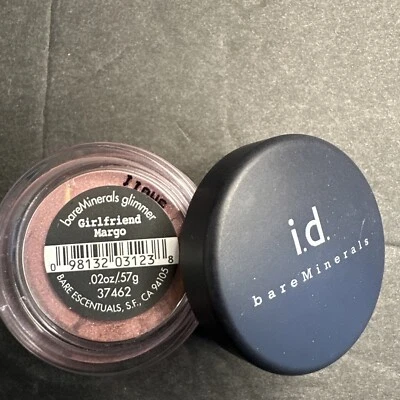 bareMinerals glimmer
Girlfriend
Margo
0 98132 03123 8
.02oz/.57g
37462
BARE ESCENTUALS, S.F., CA 94105
i.d.
bareMinerals